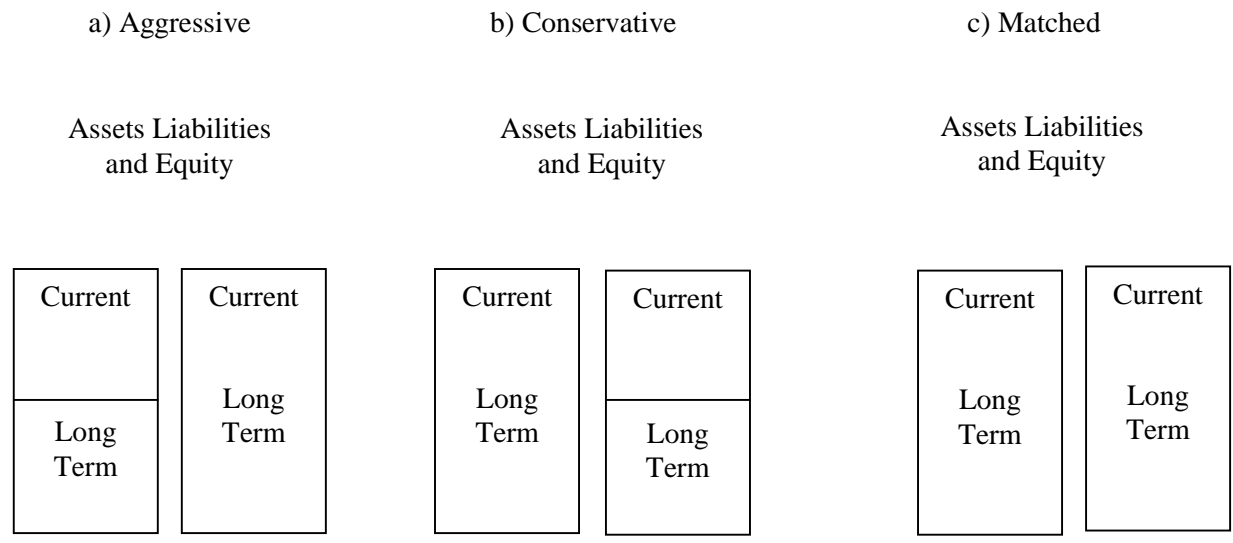 a) Aggressive
b) Conservative
c) Matched
Assets Liabilities
and Equity
Assets Liabilities
and Equity
Assets Liabilities
and Equity
Current
Long
Term
Current
Long
Term
Current
Long
Term
Current
Long
Term
Current
Long
Term
Current
Long
Term